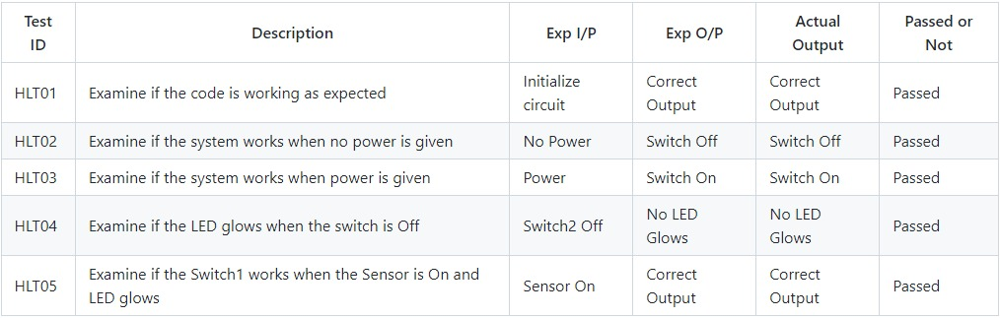 Test ID Description Exp I/P Exp O/P Actual Output Passed or Not
HLT01 Examine if the code is working as expected Initialize circuit Correct Output Correct Output Passed
HLT02 Examine if the system works when no power is given No Power Switch Off Switch Off Passed
HLT03 Examine if the system works when power is given Power Switch On Switch On Passed
HLT04 Examine if the LED glows when the switch is Off Switch2 Off No LED Glows No LED Glows Passed
HLT05 Examine if the Switch1 works when the Sensor is On and LED glows Sensor On Correct Output Correct Output Passed